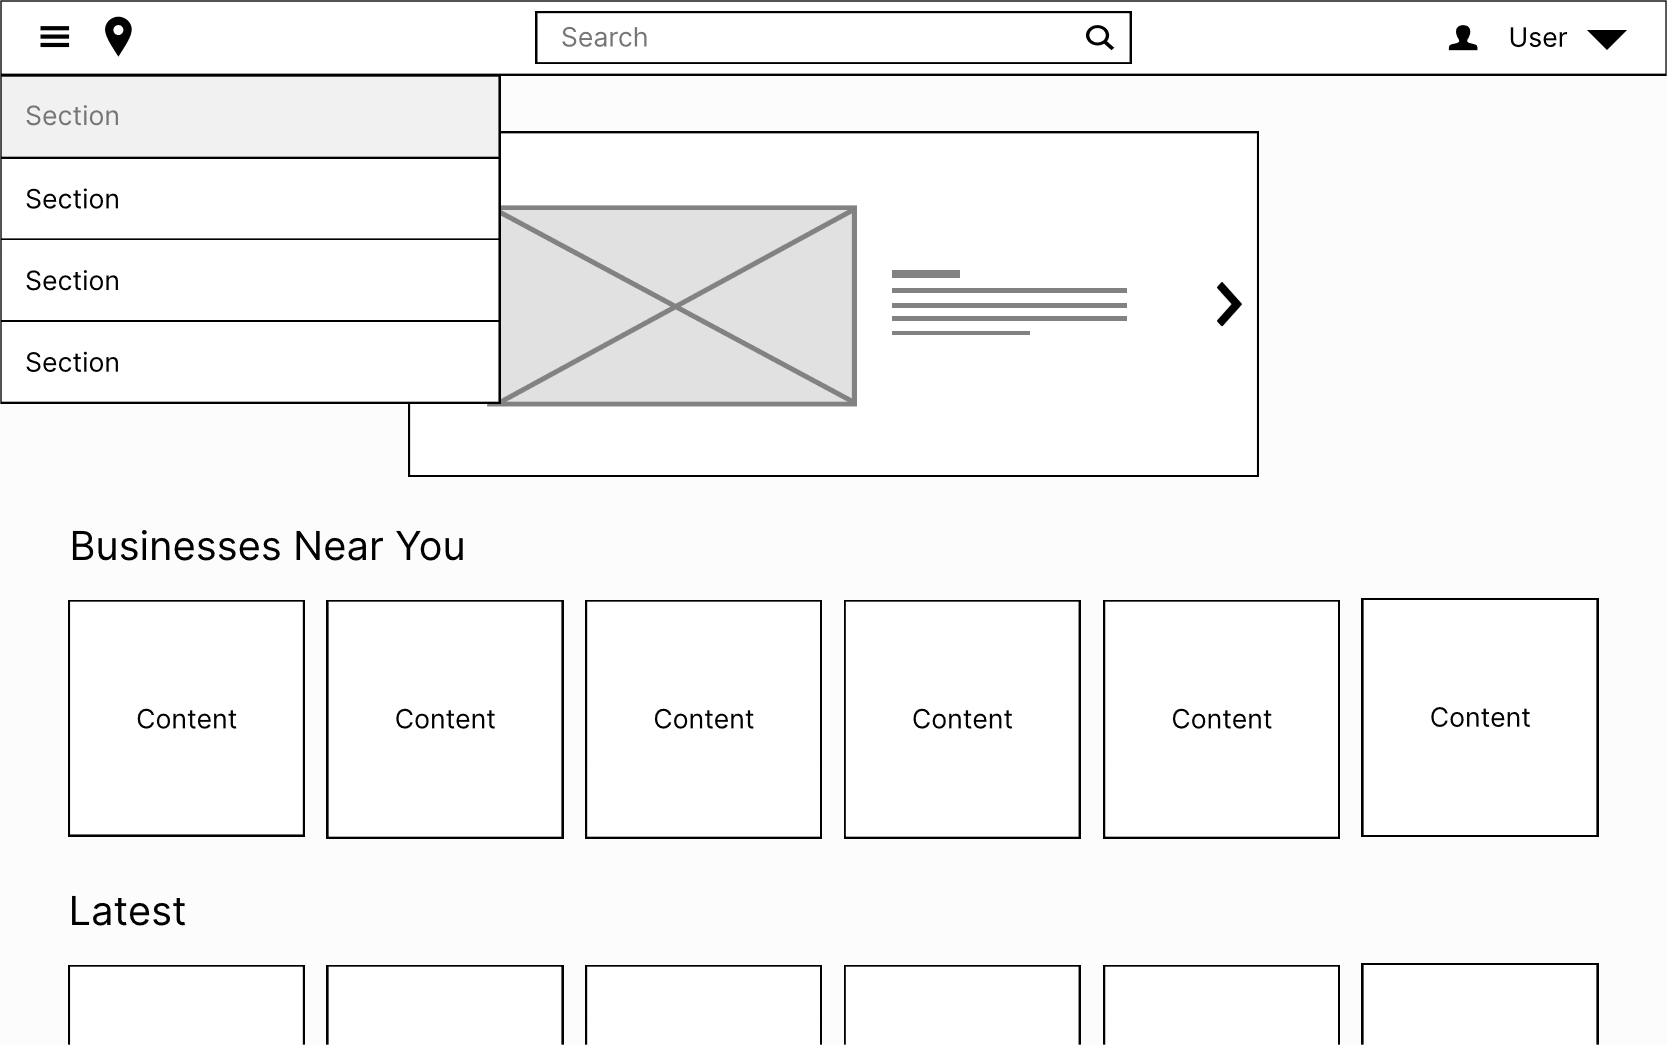 Search
User
Section
Section
Section
Section
Businesses Near You
Content
Content
Content
Content
Content
Content
Latest